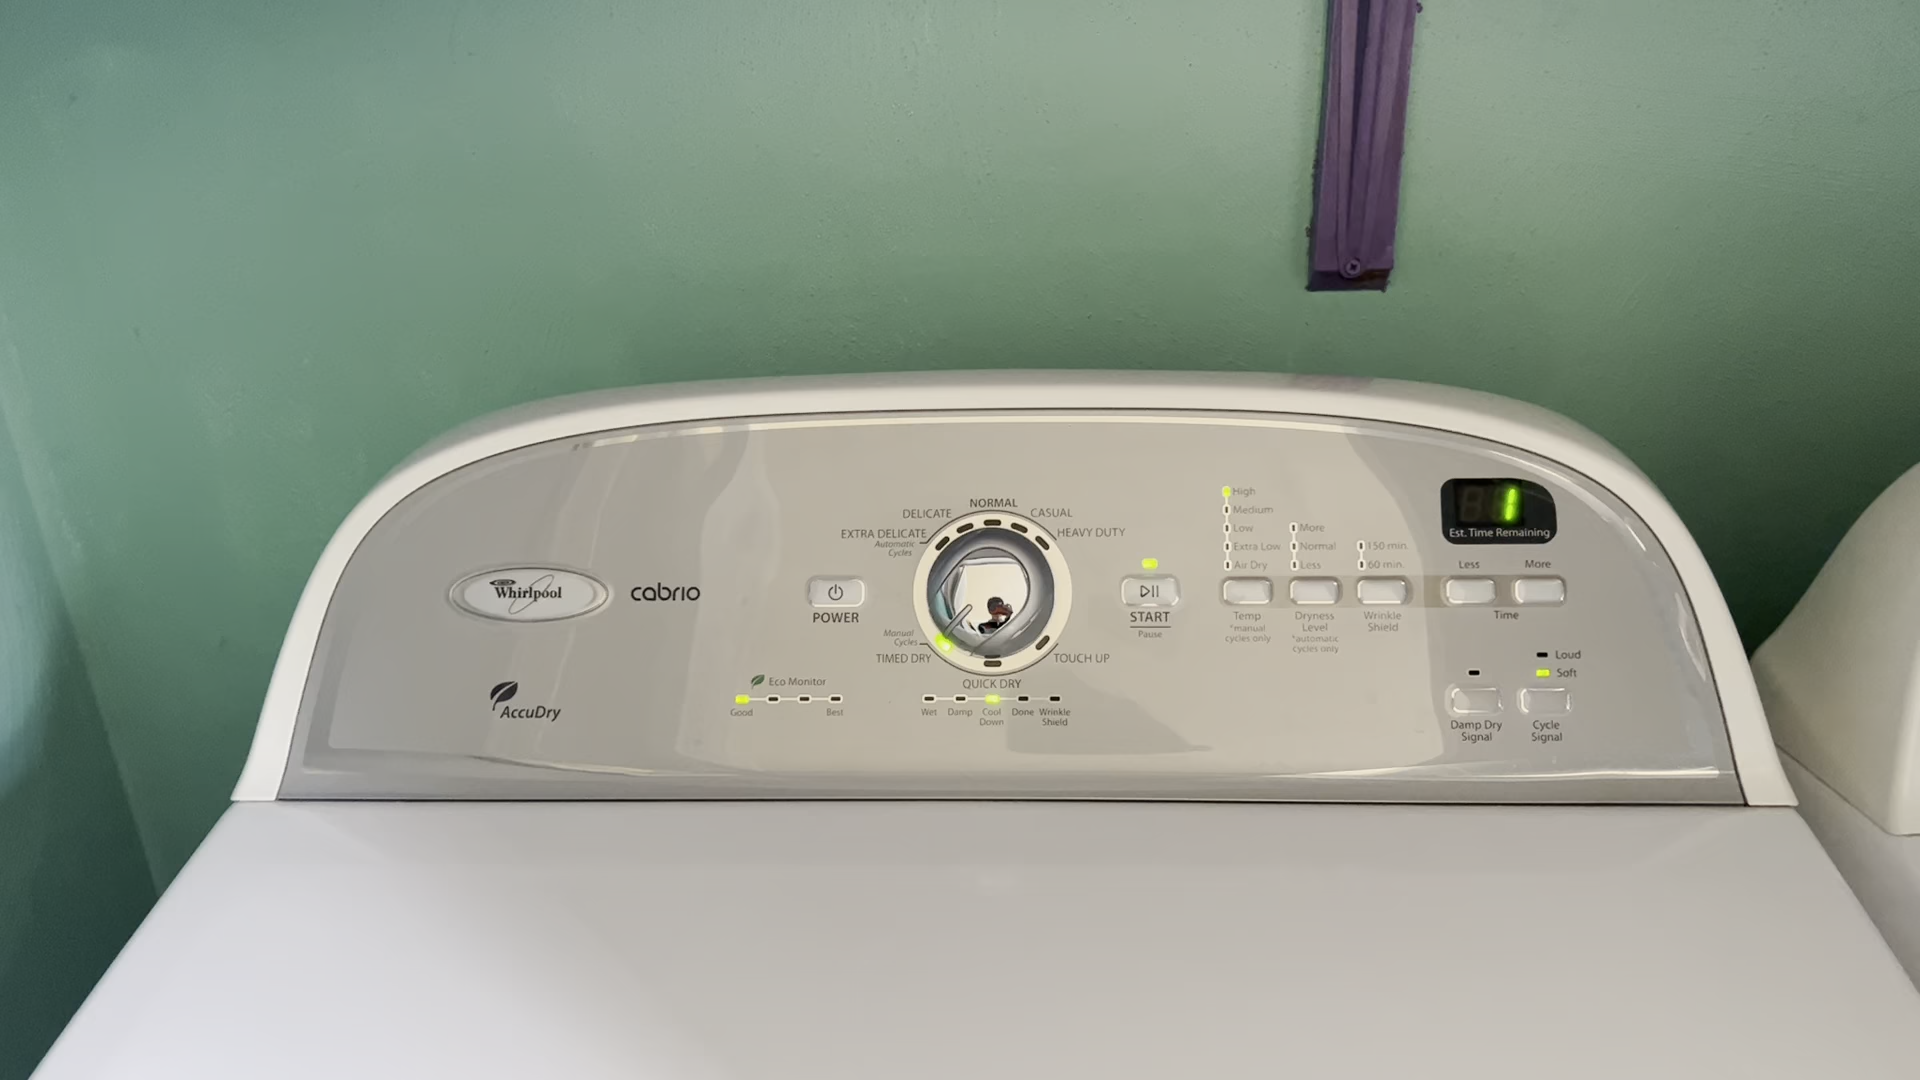 NORMAL
DELICATE
CASUAL
EXTRA DELICATE
HEAVY DUTY
Automatic
Cycles
Whirlpool
cabrio
POWER
Manual
Cycles
TIMED DRY
TOUCH UP
QUICK DRY
AccuDry
Eco Monitor
Good
Best
Wet
Damp
Cool
Down
Done
Wrinkle
Shield
START
Pause
High
Medium
Low
Extra Low
Air Dry
More
Normal
Less
150 min.
60 min.
Temp
*manual
cycles only
Dryness
Level
*automatic
cycles only
Wrinkle
Shield
1
Est. Time Remaining
Less
More
Time
Loud
Soft
Damp Dry
Signal
Cycle
Signal